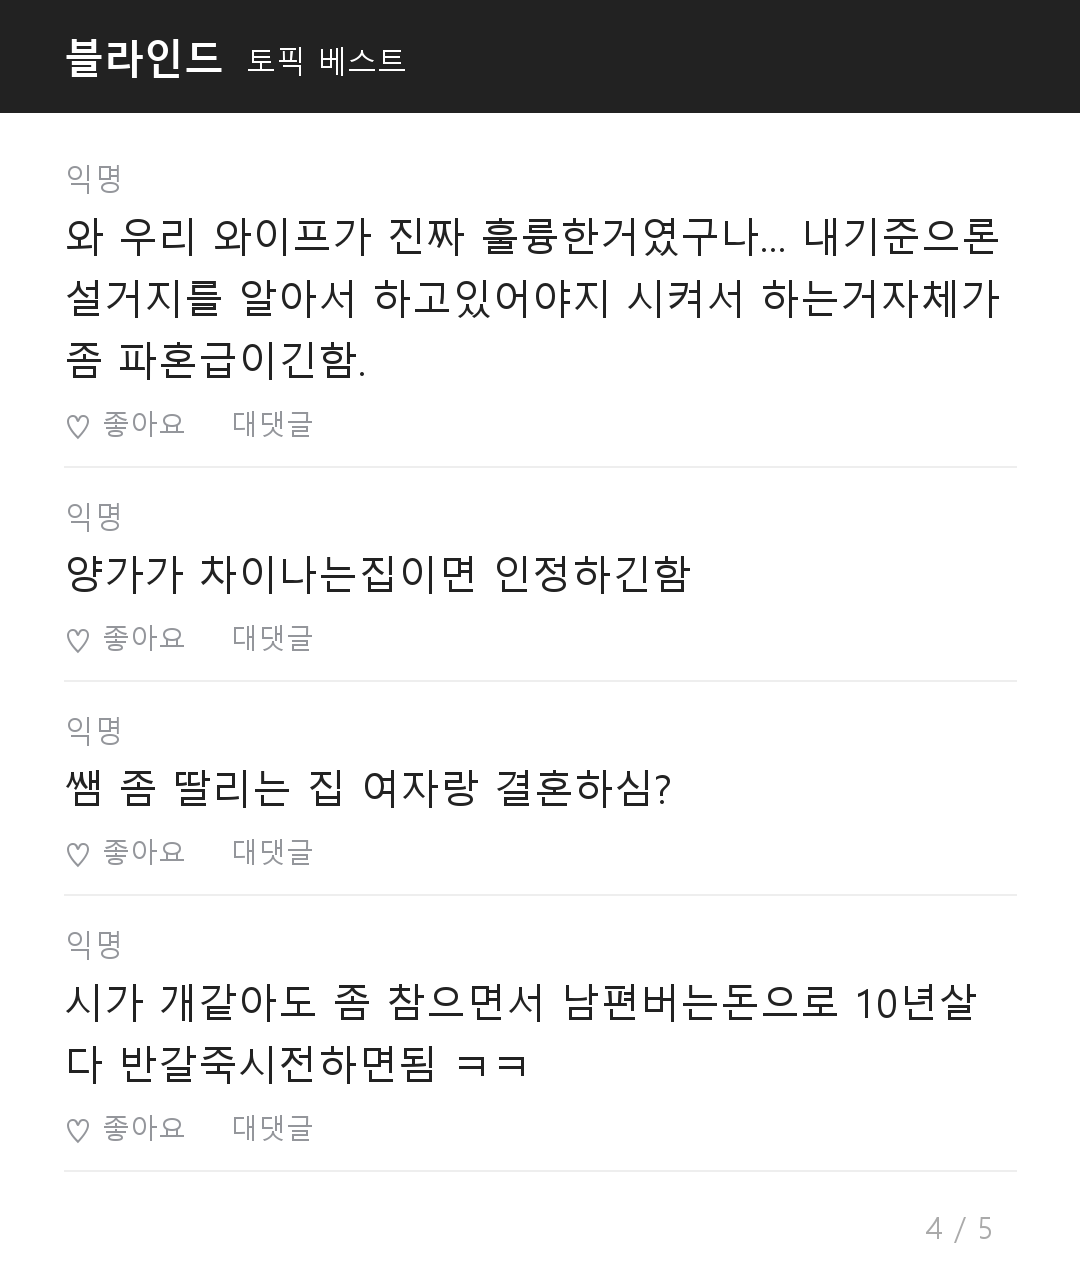 블라인드 토픽 베스트
익명
와 우리 와이프가 진짜 훌륭한거였구나... 내기준으론
설거지를 알아서 하고있어야지 시켜서 하는거자체가
좀 파혼급이긴함.
♡ 좋아요 대댓글
익명
양가가 차이나는집이면 인정하긴함
♡ 좋아요 대댓글
익명
쌤 좀 딸리는 집 여자랑 결혼하심?
♡ 좋아요 대댓글
익명
시가 개같아도 좀 참으면서 남편버는돈으로 10년살
다 반갈죽시전하면됨 ㅋㅋ
♡ 좋아요 대댓글
4 / 5